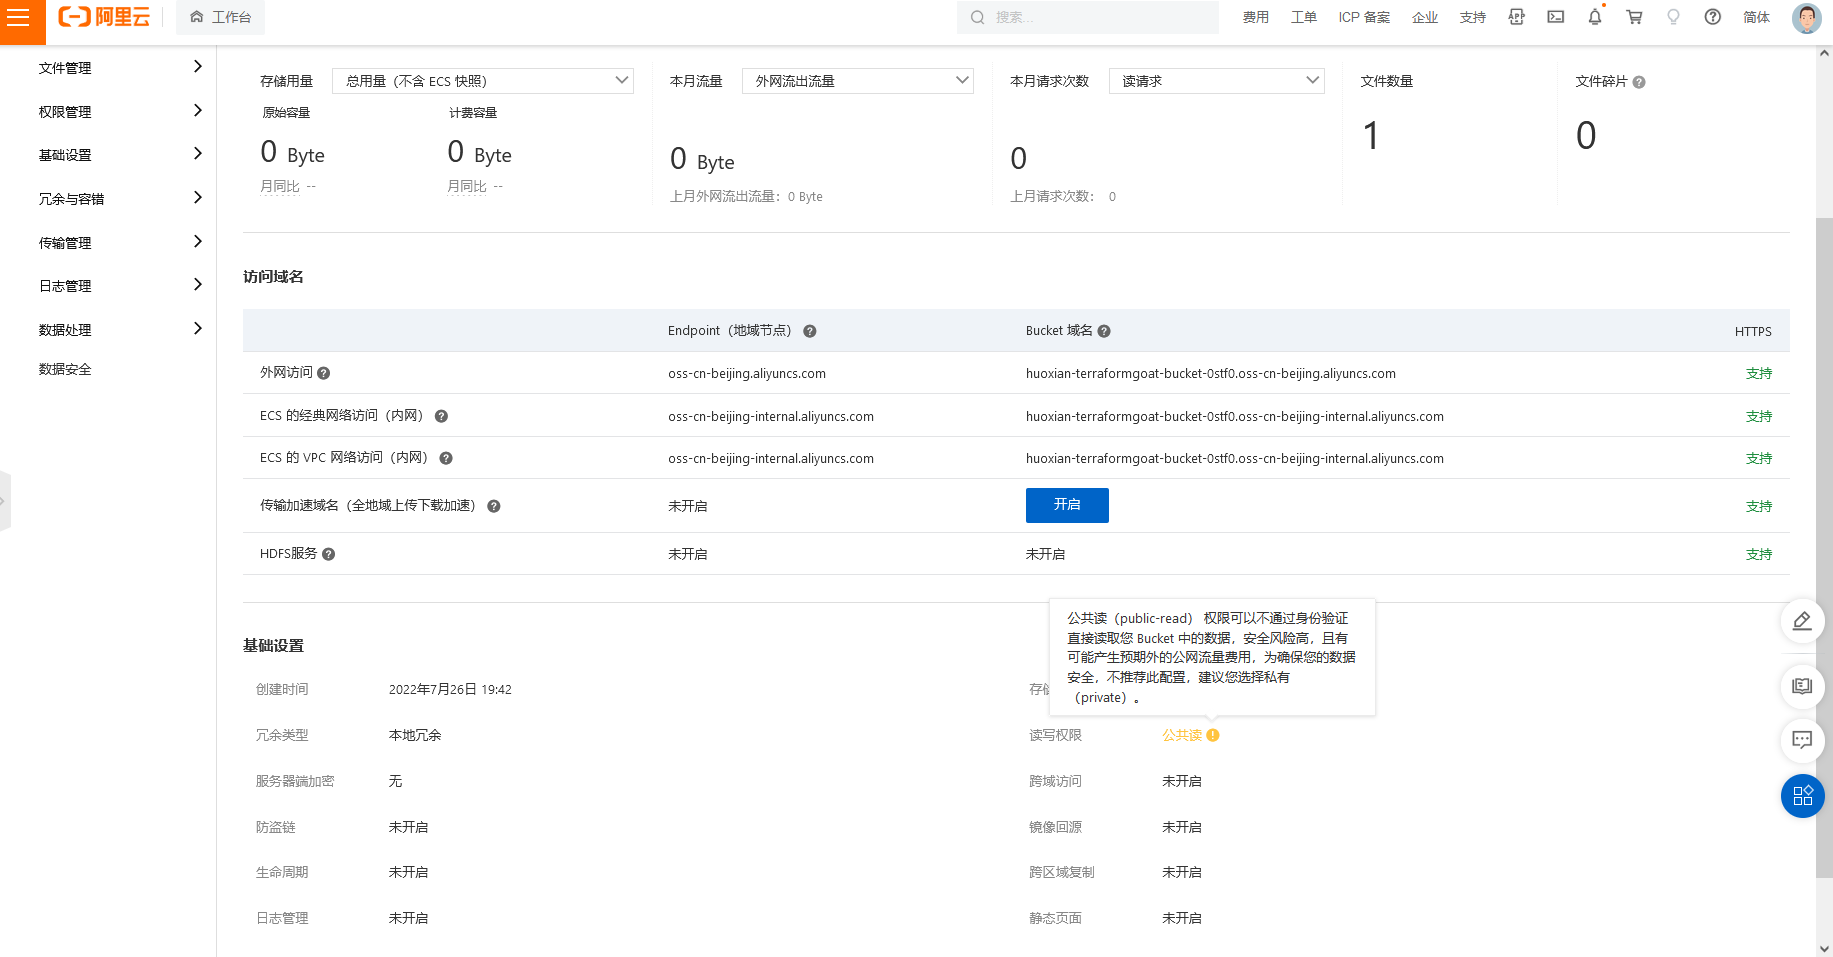 阿里云
工作台
搜索...
费用
工单
ICP 备案
企业
支持
简体
文件管理
权限管理
基础设置
冗余与容错
传输管理
日志管理
数据处理
数据安全
存储用量
总用量（不含 ECS 快照）
本月流量
外网流出流量
本月请求次数
读请求
文件数量
文件碎片
原始容量
计费容量
0 Byte
0 Byte
0 Byte
0
1
0
月同比 --
月同比 --
上月外网流出流量：0 Byte
上月请求次数： 0
访问域名
Endpoint（地域节点）
Bucket 域名
HTTPS
外网访问
oss-cn-beijing.aliyuncs.com
huoxian-terraformgoat-bucket-0stf0.oss-cn-beijing.aliyuncs.com
支持
ECS 的经典网络访问（内网）
oss-cn-beijing-internal.aliyuncs.com
huoxian-terraformgoat-bucket-0stf0.oss-cn-beijing-internal.aliyuncs.com
支持
ECS 的 VPC 网络访问（内网）
oss-cn-beijing-internal.aliyuncs.com
huoxian-terraformgoat-bucket-0stf0.oss-cn-beijing-internal.aliyuncs.com
支持
传输加速域名（全地域上传下载加速）
未开启
开启
支持
HDFS服务
未开启
未开启
支持
公共读（public-read） 权限可以不通过身份验证
直接读取您 Bucket 中的数据，安全风险高，且有
可能产生预期外的公网流量费用，为确保您的数据
安全，不推荐此配置，建议您选择私有
（private）。
基础设置
创建时间
2022年7月26日 19:42
存储
冗余类型
本地冗余
读写权限
公共读
服务器端加密
无
跨域访问
未开启
防盗链
未开启
镜像回源
未开启
生命周期
未开启
跨区域复制
未开启
日志管理
未开启
静态页面
未开启